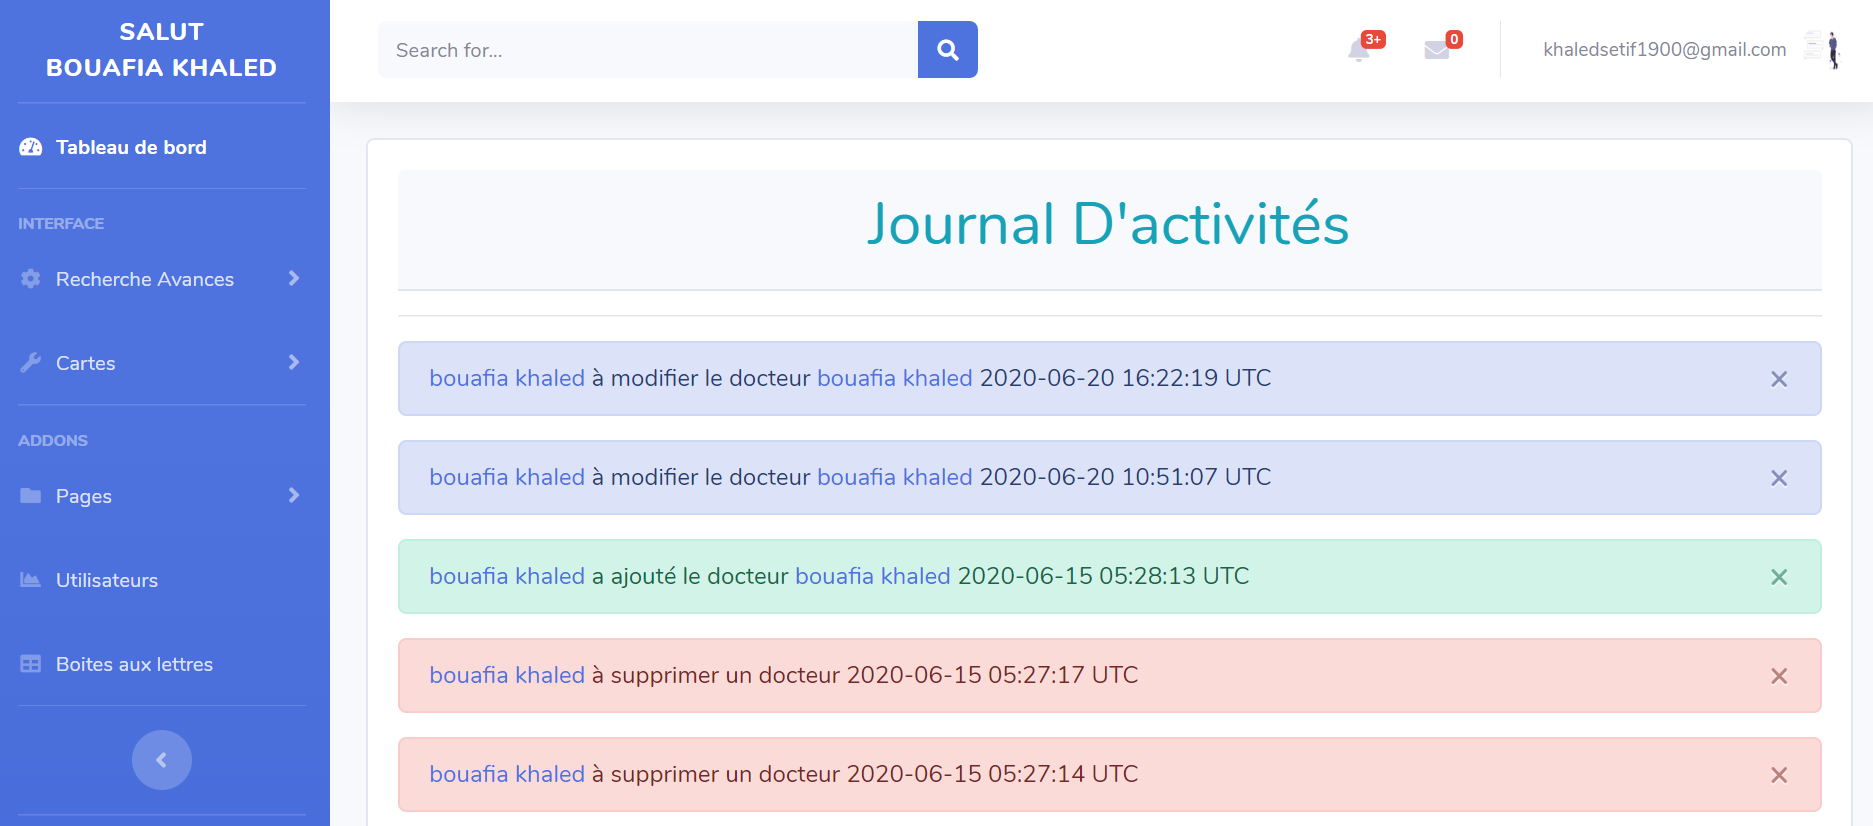 SALUT
BOUAFIA KHALED
Tableau de bord
INTERFACE
Recherche Avances
Cartes
ADDONS
Pages
Utilisateurs
Boites aux lettres
Search for...
3+
0
khaledsetif1900@gmail.com
Journal D'activités
bouafia khaled à modifier le docteur bouafia khaled 2020-06-20 16:22:19 UTC
bouafia khaled à modifier le docteur bouafia khaled 2020-06-20 10:51:07 UTC
bouafia khaled a ajouté le docteur bouafia khaled 2020-06-15 05:28:13 UTC
bouafia khaled à supprimer un docteur 2020-06-15 05:27:17 UTC
bouafia khaled à supprimer un docteur 2020-06-15 05:27:14 UTC